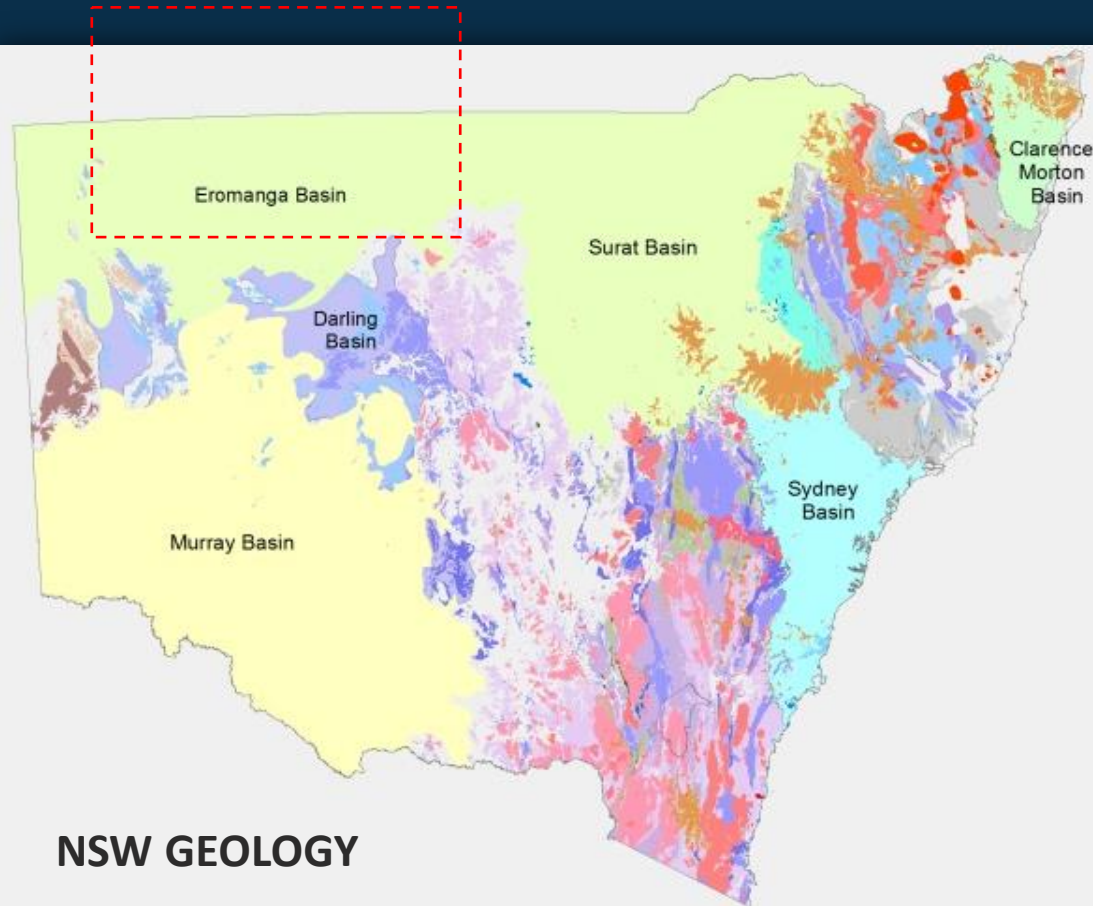 Clarence
Morton
Basin
Eromanga Basin
Surat Basin
Darling
Basin
Sydney
Basin
Murray Basin
NSW GEOLOGY